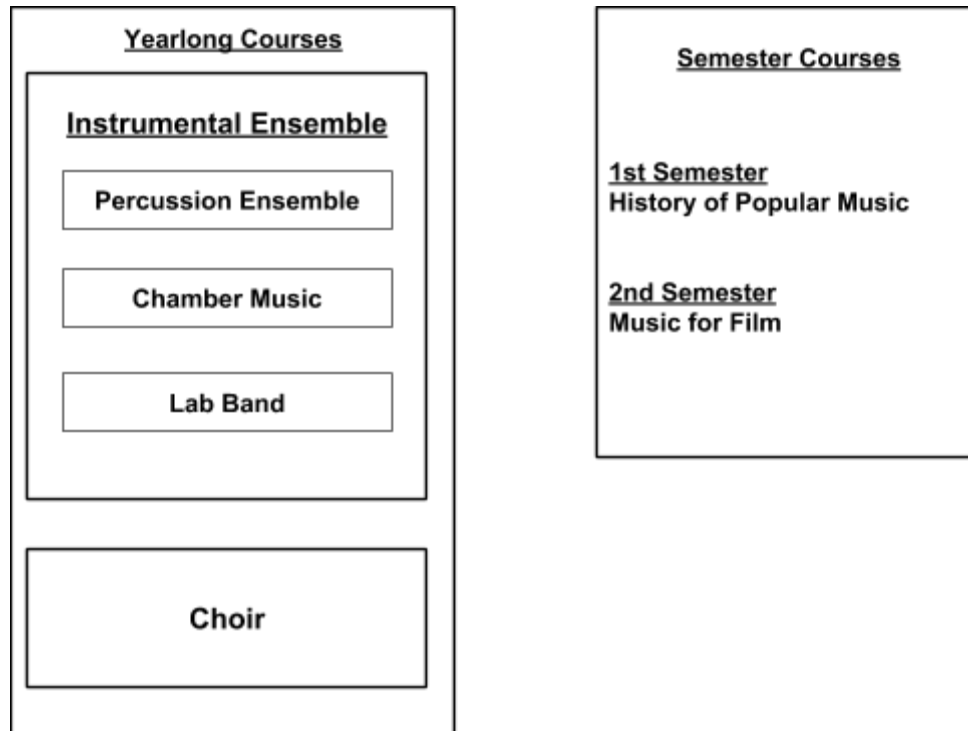 Yearlong Courses
Instrumental Ensemble
Percussion Ensemble
Chamber Music
Lab Band
Choir
Semester Courses
1st Semester
History of Popular Music
2nd Semester
Music for Film